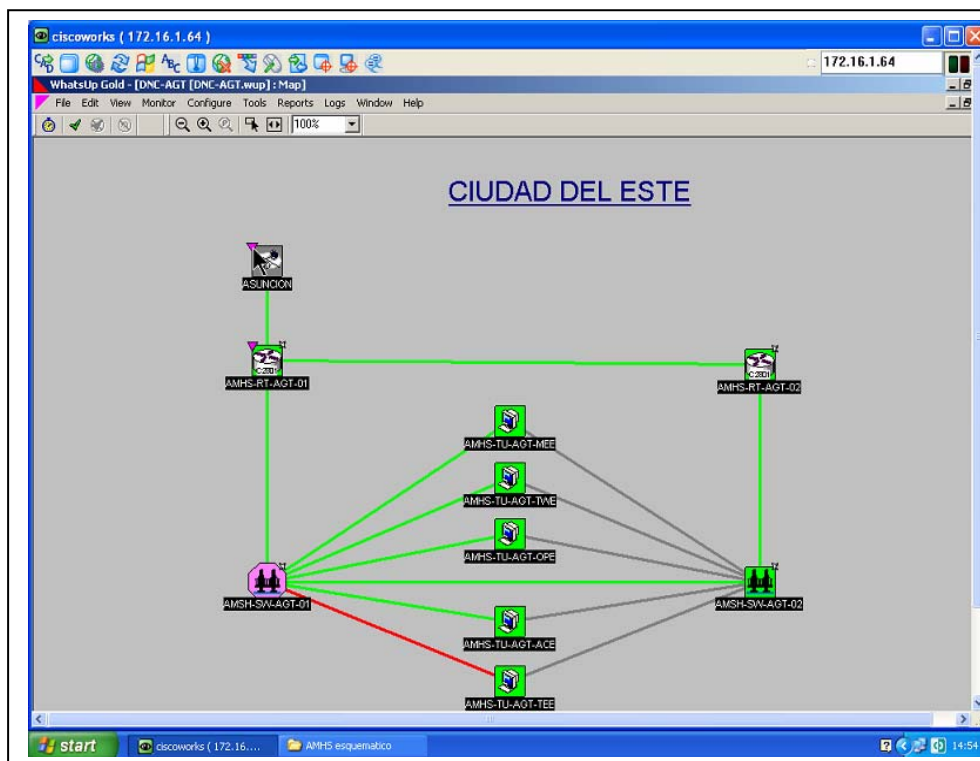 ciscoworks ( 172.16.1.64 )
172.16.1.64
WhatsUp Gold - [DNC-AGT [DNC-AGT.wup] : Map]
File Edit View Monitor Configure Tools Reports Logs Window Help
100%
CIUDAD DEL ESTE
ASUNCION
C:2801
C:2801
AMHS-RT-AGT-01
AMHS-RT-AGT-02
AMHS-TU-AGT-MEE
AMHS-TU-AGT-TWE
AMHS-TU-AGT-OPE
AMSH-SW-AGT-01
AMSH-SW-AGT-02
AMHS-TU-AGT-ACE
AMHS-TU-AGT-TEE
start
ciscoworks ( 172.16....
AMHS esquematico
14:54